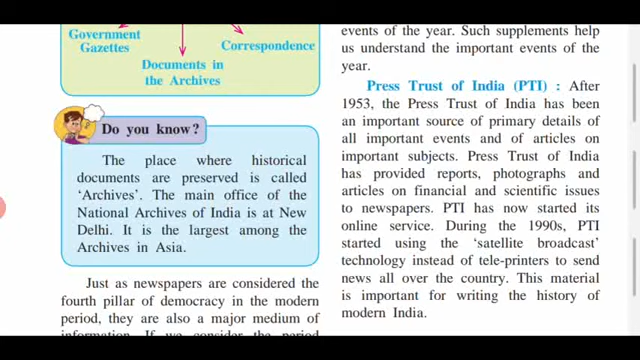 Government
Gazettes
Correspondence
Documents in
the Archives
Do you know?
The place where historical
documents are preserved is called
‘Archives’. The main office of the
National Archives of India is at New
Delhi. It is the largest among the
Archives in Asia.
Just as newspapers are considered the
fourth pillar of democracy in the modern
period, they are also a major medium of
information. If we consider the period
events of the year. Such supplements help
us understand the important events of the
year.
Press Trust of India (PTI) : After
1953, the Press Trust of India has been
an important source of primary details of
all important events and of articles on
important subjects. Press Trust of India
has provided reports, photographs and
articles on financial and scientific issues
to newspapers. PTI has now started its
online service. During the 1990s, PTI
started using the ‘satellite broadcast’
technology instead of tele-printers to send
news all over the country. This material
is important for writing the history of
modern India.